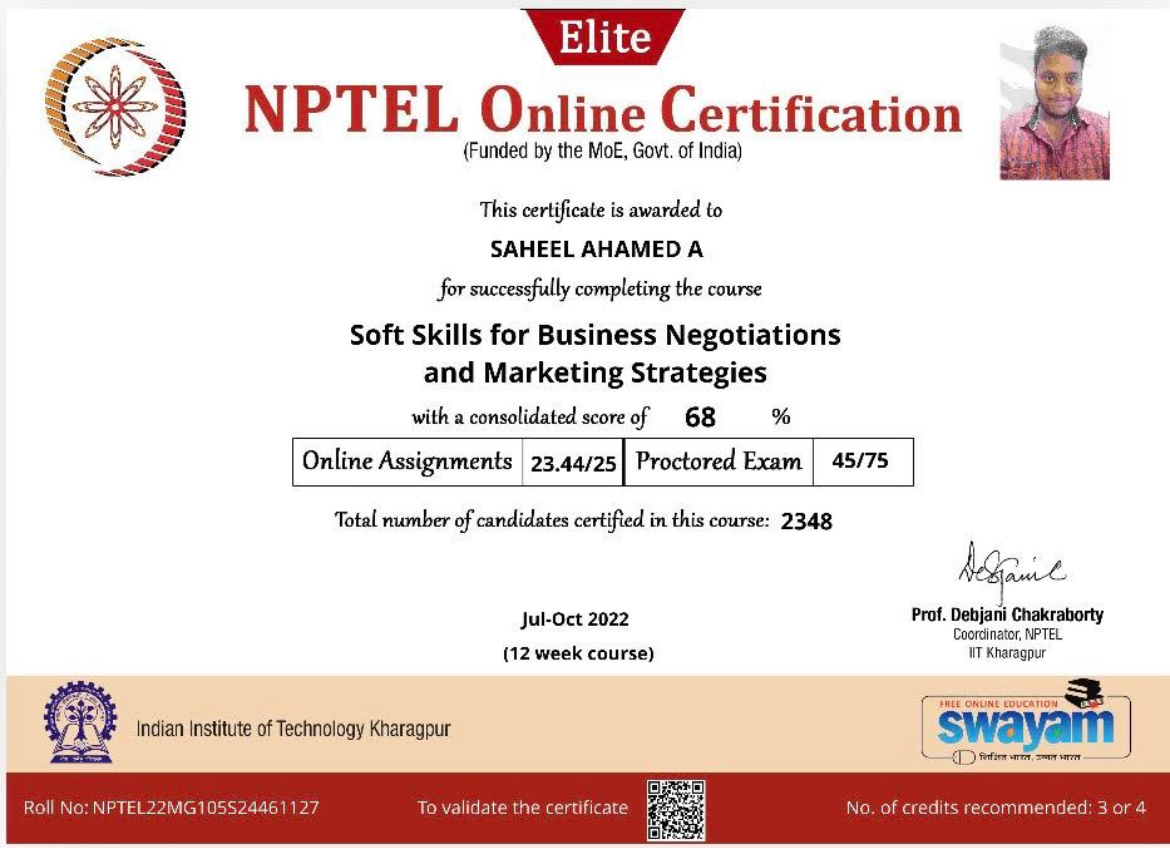 Elite
NPTEL Online Certification
(Funded by the MoE, Govt. of India)
This certificate is awarded to
SAHEEL AHAMED A
for successfully completing the course
Soft Skills for Business Negotiations
and Marketing Strategies
with a consolidated score of 68 %
Online Assignments 23.44/25 Proctored Exam 45/75
Total number of candidates certified in this course: 2348
Jul-Oct 2022
(12 week course)
Prof. Debjani Chakraborty
Coordinator, NPTEL
IIT Kharagpur
Indian Institute of Technology Kharagpur
FREE ONLINE EDUCATION
swayam
शिक्षित भारत, उन्नत भारत
Roll No: NPTEL22MG105S24461127
To validate the certificate
No. of credits recommended: 3 or 4